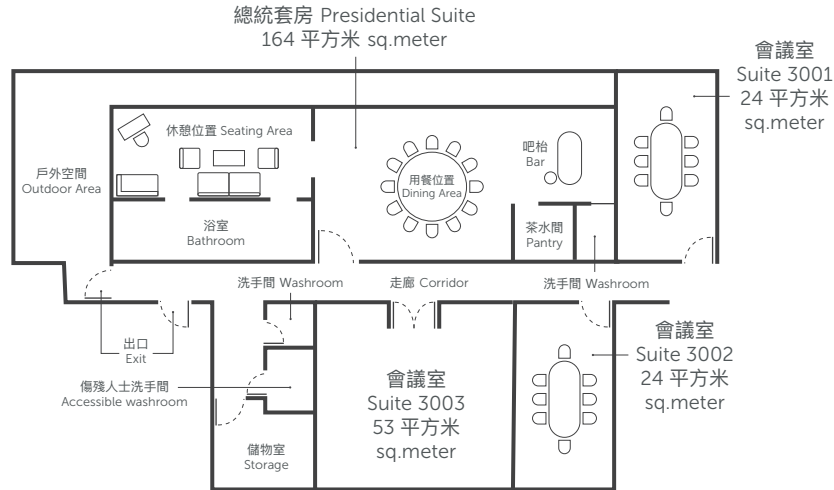 總統套房 Presidential Suite
164 平方米 sq.meter
會議室
Suite 3001
24 平方米
sq.meter
休憩位置 Seating Area
吧枱
Bar
戶外空間
Outdoor Area
用餐位置
Dining Area
浴室
Bathroom
茶水間
Pantry
洗手間 Washroom
走廊 Corridor
洗手間 Washroom
出口
Exit
會議室
Suite 3002
24 平方米
sq.meter
傷殘人士洗手間
Accessible washroom
會議室
Suite 3003
53 平方米
sq.meter
儲物室
Storage